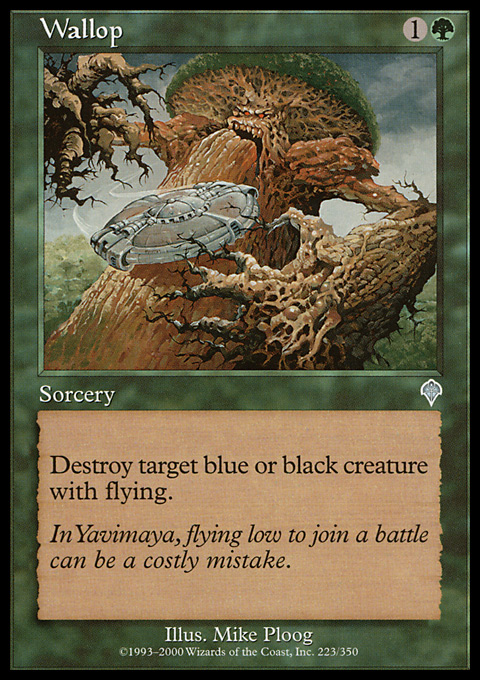 Wallop 1
Sorcery
Destroy target blue or black creature
with flying.
In Yavimaya, flying low to join a battle
can be a costly mistake.
Illus. Mike Ploog
©1993–2000 Wizards of the Coast, Inc. 223/350